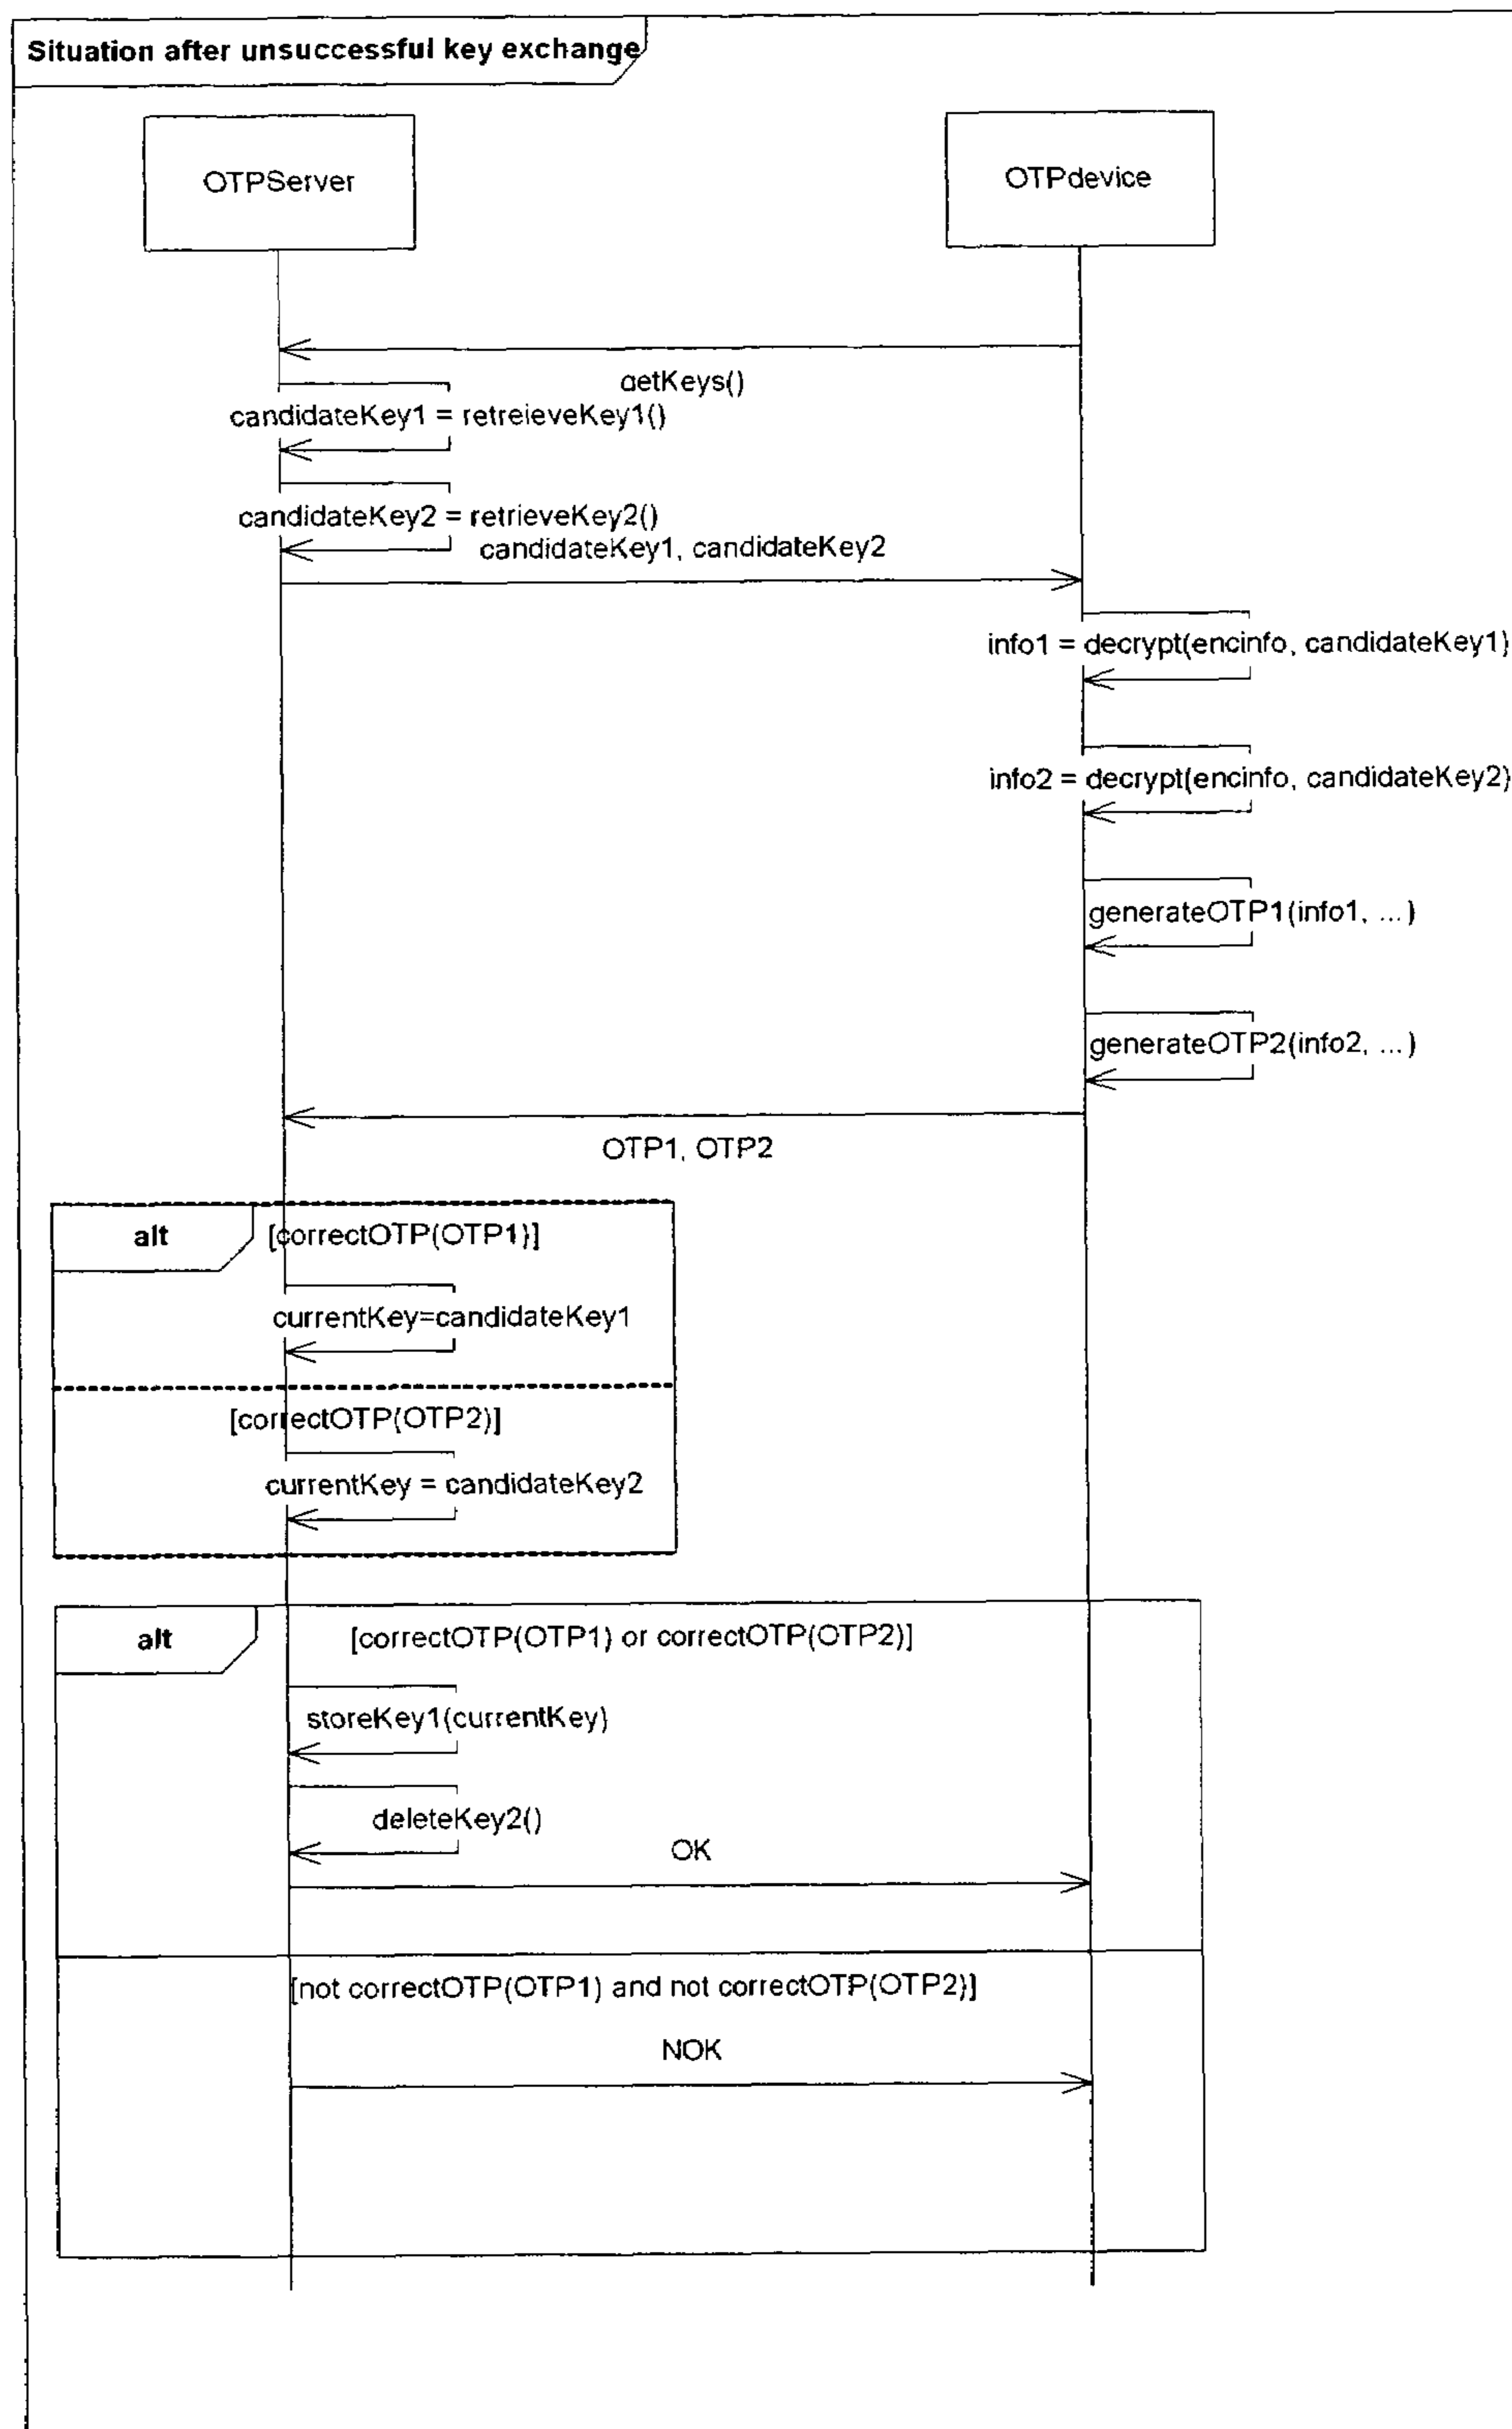 Situation after unsuccessful key exchange
OTPServer
OTPdevice
getKeys()
candidateKey1 = retreieveKey1()
candidateKey2 = retrieveKey2()
candidateKey1, candidateKey2
info1 = decrypt(encinfo, candidateKey1)
info2 = decrypt(encinfo, candidateKey2)
generateOTP1(info1, ...)
generateOTP2(info2, ...)
OTP1, OTP2
alt
[correctOTP(OTP1)]
currentKey=candidateKey1
[correctOTP(OTP2)]
currentKey = candidateKey2
alt
[correctOTP(OTP1) or correctOTP(OTP2)]
storeKey1(currentKey)
deleteKey2()
OK
[not correctOTP(OTP1) and not correctOTP(OTP2)]
NOK